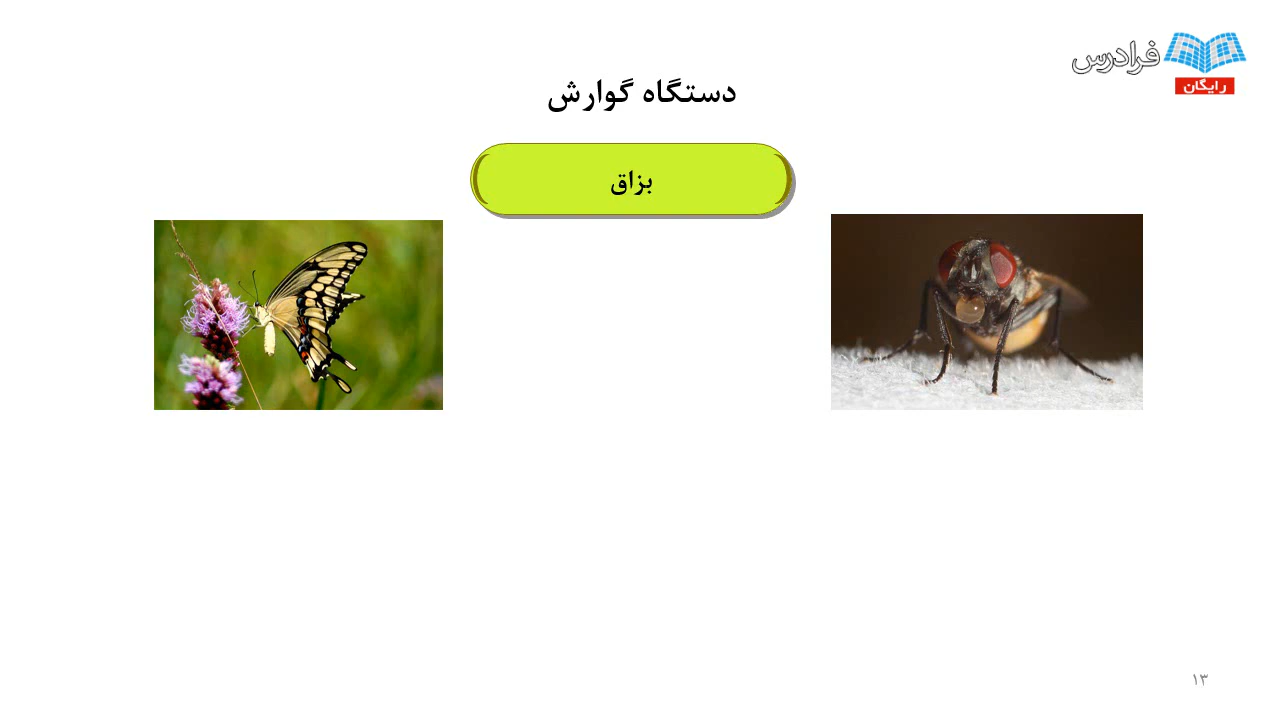 فرادرس
رایگان
دستگاه گوارش
بزاق
۱۳